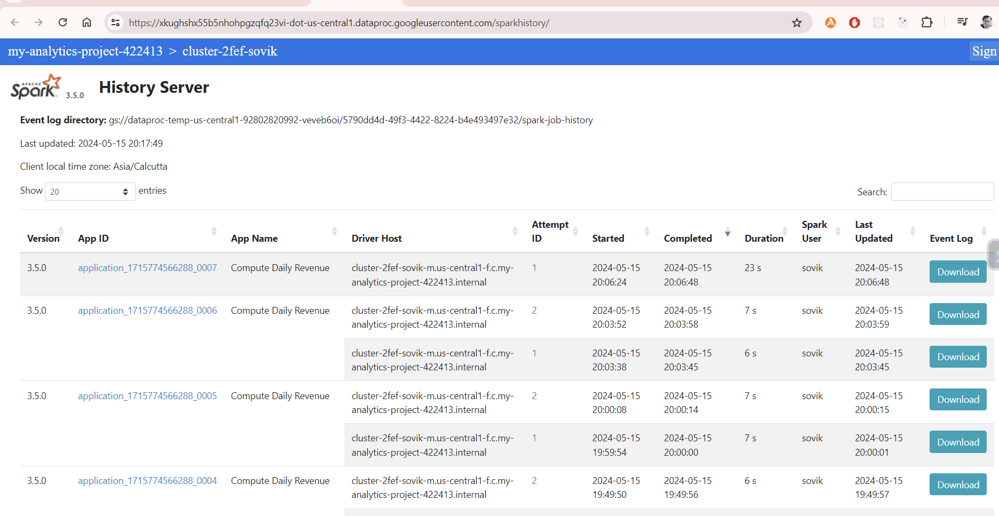 https://xkughshx55b5nhohpgzqfq23vi-dot-us-central1.dataproc.googleusercontent.com/sparkhistory/
my-analytics-project-422413 > cluster-2fef-sovik
Sign
APACHE
Spark 3.5.0 History Server
Event log directory: gs://dataproc-temp-us-central1-92802820992-veveb6oi/5790dd4d-49f3-4422-8224-b4e493497e32/spark-job-history
Last updated: 2024-05-15 20:17:49
Client local time zone: Asia/Calcutta
Show 20 entries
Search:
Version App ID App Name Driver Host Attempt ID Started Completed Duration Spark User Last Updated Event Log
3.5.0 application_1715774566288_0007 Compute Daily Revenue cluster-2fef-sovik-m.us-central1-f.c.my- 1 2024-05-15 2024-05-15 23 s sovik 2024-05-15 Download
analytics-project-422413.internal 20:06:24 20:06:48 20:06:48
3.5.0 application_1715774566288_0006 Compute Daily Revenue cluster-2fef-sovik-m.us-central1-f.c.my- 2 2024-05-15 2024-05-15 7 s sovik 2024-05-15 Download
analytics-project-422413.internal 20:03:52 20:03:58 20:03:59
cluster-2fef-sovik-m.us-central1-f.c.my- 1 2024-05-15 2024-05-15 6 s sovik 2024-05-15 Download
analytics-project-422413.internal 20:03:38 20:03:45 20:03:45
3.5.0 application_1715774566288_0005 Compute Daily Revenue cluster-2fef-sovik-m.us-central1-f.c.my- 2 2024-05-15 2024-05-15 7 s sovik 2024-05-15 Download
analytics-project-422413.internal 20:00:08 20:00:14 20:00:15
cluster-2fef-sovik-m.us-central1-f.c.my- 1 2024-05-15 2024-05-15 7 s sovik 2024-05-15 Download
analytics-project-422413.internal 19:59:54 20:00:00 20:00:01
3.5.0 application_1715774566288_0004 Compute Daily Revenue cluster-2fef-sovik-m.us-central1-f.c.my- 2 2024-05-15 2024-05-15 6 s sovik 2024-05-15 Download
analytics-project-422413.internal 19:49:50 19:49:56 19:49:57